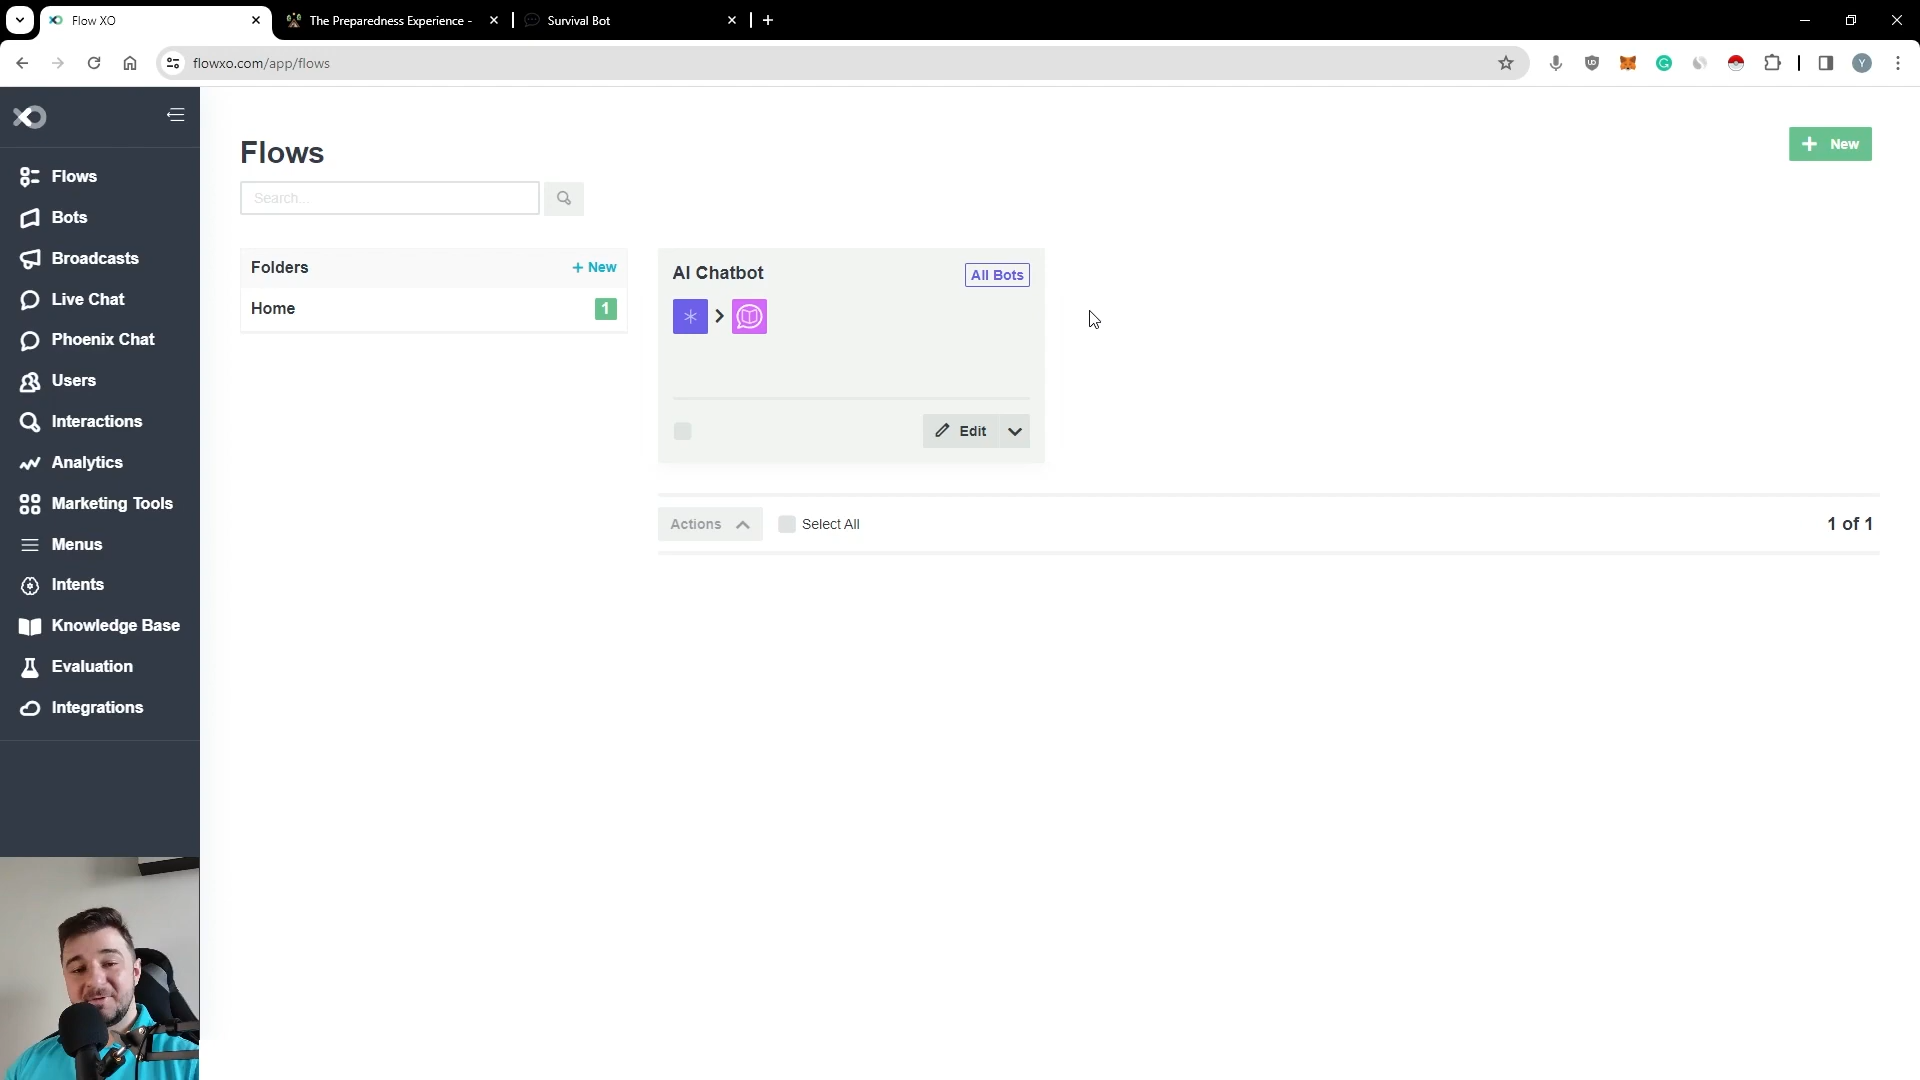 Flow XO
The Preparedness Experience -
Survival Bot
flowxo.com/app/flows
Y
XO
Flows
Bots
Broadcasts
Live Chat
Phoenix Chat
Users
Interactions
Analytics
Marketing Tools
Menus
Intents
Knowledge Base
Evaluation
Integrations
Flows
+ New
Search...
Folders
+ New
Home
1
AI Chatbot
All Bots
Edit
Actions
Select All
1 of 1